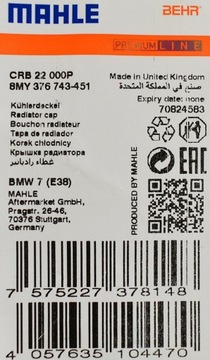 MAHLE
BEHR
PREMIUM LINE
CRB 22 000P
8MY 376 743-451
Made in United Kingdom
صنع في المملكة المتحدة
Expiry date: none
70824583
Kühlerdeckel
Radiator cap
Bouchon radiateur
Tapa de radiador
Korek chłodnicy
Крышка радиатора
غطاء رادياتير
BMW 7 (E38)
MAHLE
Aftermarket GmbH,
Pragstr. 26-46,
70376 Stuttgart,
Germany
PRODUCED BY MAHLE
7 575227 378148
4 057635 104470